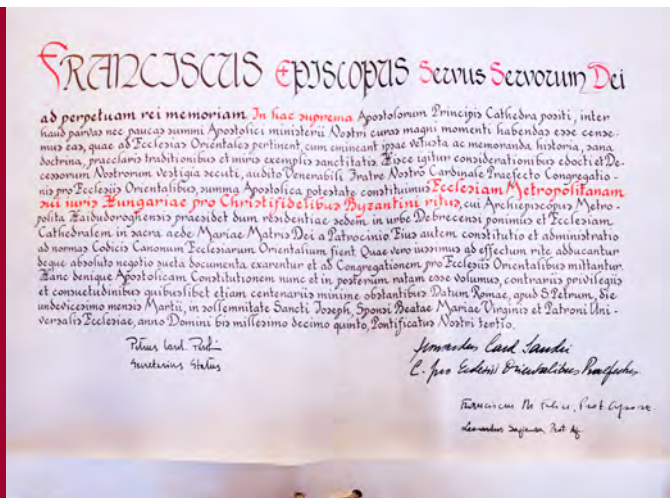 FRANCISCUS EPISCOPUS Servus Servorum Dei
ad perpetuam rei memoriam In hac suprema Apostolorum Principis Cathedra positi, inter
haud parvas nec paucas summi Apostolici ministerii Nostri curas magni momenti habendas esse cense-
mus eas, quae ad Ecclesias Orientales pertinent, cum emineant ipsae vetusta ac memoranda historia, sana
doctrina, praeclaris traditionibus et miris exemplis sanctitatis. Hisce igitur considerationibus edocti et De-
cessorum Nostrorum vestigia secuti, audito Venerabili Fratre Nostro Cardinale Praefecto Congregatio-
nis pro Ecclesiis Orientalibus, summa Apostolica potestate constituimus Ecclesiam Metropolitanam
sui iuris Hungariae pro Christifidelibus Byzantini ritus, cui Archiepiscopus Metro-
polita Haidudoroghensis praesidet dum residentiae sedem in urbe Debrecensi ponimus et Ecclesiam
Cathedralem in sacra aede Mariae Matris Dei a Patrocinio. Eius autem constitutio et administratio
ad normas Codicis Canonum Ecclesiarum Orientalium fient. Quae vero iussimus ad effectum rite adducantur
deque absoluto negotio sueta documenta exarentur et ad Congregationem pro Ecclesiis Orientalibus mittantur.
Hanc denique Apostolicam Constitutionem nunc et in posterum ratam esse volumus, contrariis privilegiis
et consuetudinibus quibuslibet etiam centenariis minime obstantibus. Datum Romae, apud S. Petrum, die
undevicesimo mensis Martii, in sollemnitate Sancti Joseph, Sponsi Beatae Mariae Virginis et Patroni Uni-
versalis Ecclesiae, anno Domini bis millesimo decimo quinto, Pontificatus Nostri tertio.
Petrus Card. Parolin
Secretarius Status
Leonardus Card. Sandri
C. pro Ecclesiis Orientalibus Praefectus
Franciscus
Prot. Apost.
Leonardus Prot. Ap.